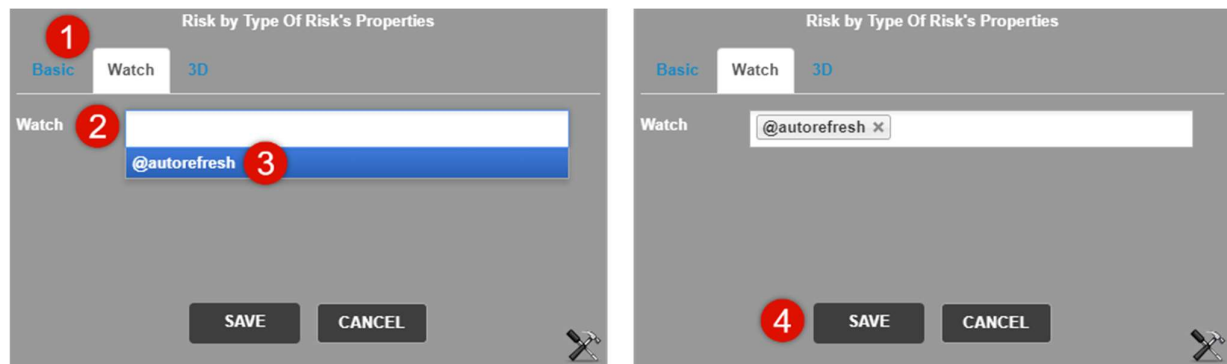 Risk by Type Of Risk's Properties
1
Basic Watch 3D
Watch 2
@autorefresh 3
SAVE CANCEL
Risk by Type Of Risk's Properties
Basic Watch 3D
Watch @autorefresh ×
4 SAVE CANCEL